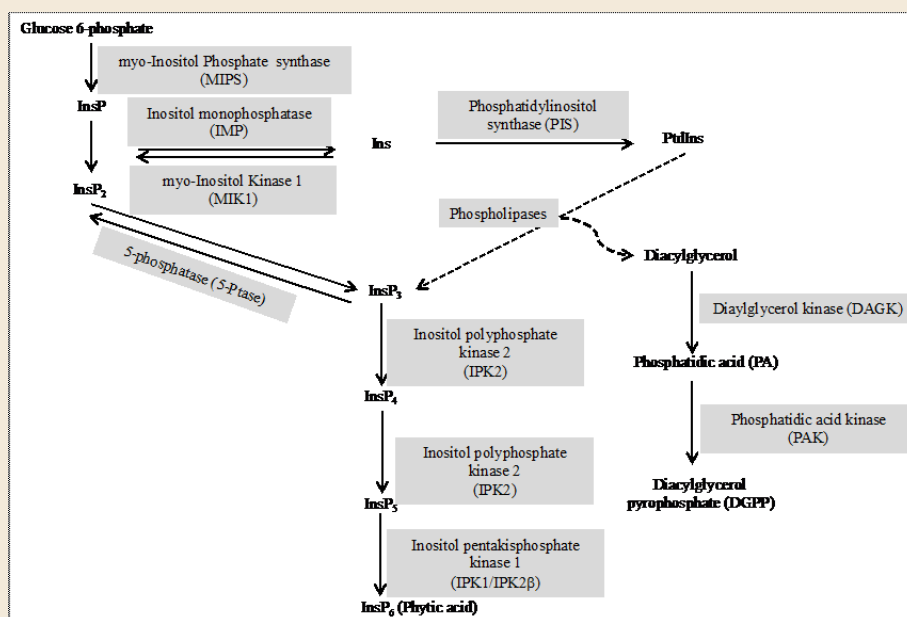 Glucose 6-phosphate
myo-Inositol Phosphate synthase
(MIPS)
InsP
Inositol monophosphatase
(IMP)
Ins
Phosphatidylinositol
synthase (PIS)
PtdIns
myo-Inositol Kinase 1
(MIK1)
InsP₂
Phospholipases
5-phosphatase (5-Ptase)
Diacylglycerol
InsP₃
Diaylglycerol kinase (DAGK)
Inositol polyphosphate
kinase 2
(IPK2)
Phosphatidic acid (PA)
InsP₄
Phosphatidic acid kinase
(PAK)
Inositol polyphosphate
kinase 2
(IPK2)
Diacylglycerol
pyrophosphate (DGPP)
InsP₅
Inositol pentakisphosphate
kinase 1
(IPK1/IPK2β)
InsP₆ (Phytic acid)